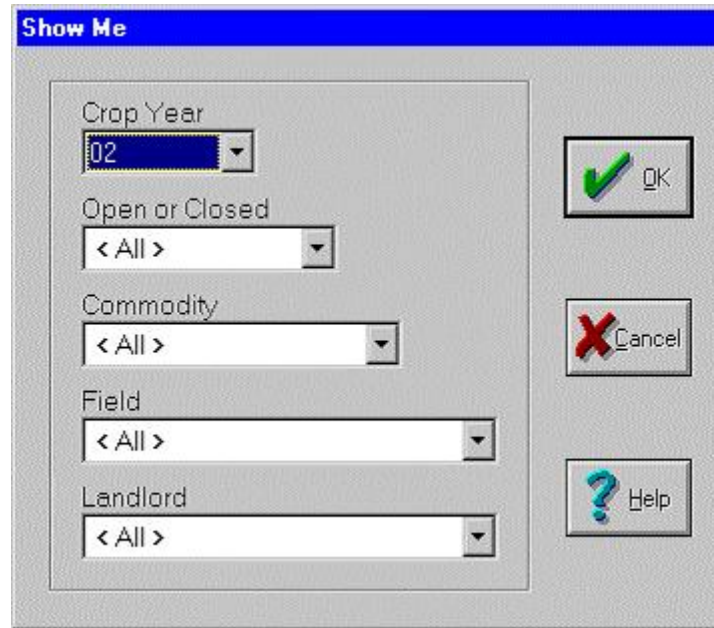 Show Me
Crop Year
02
Open or Closed
< All >
Commodity
< All >
Field
< All >
Landlord
< All >
OK
Cancel
Help